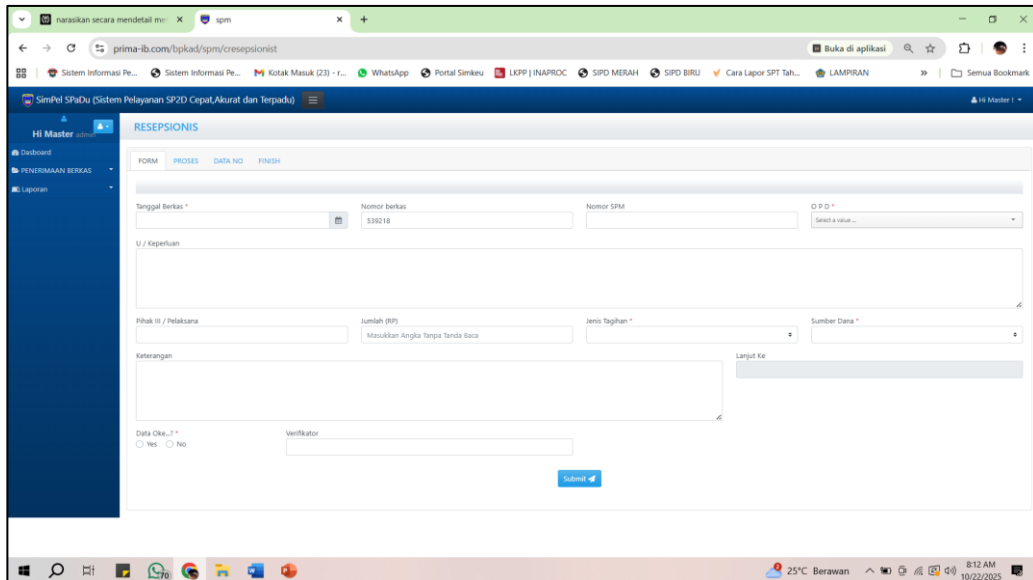 narasikan secara mendetail me
spm
prima-ib.com/bpkad/spm/cresepsionist
Buka di aplikasi
Sistem Informasi Pe... Sistem Informasi Pe... Kotak Masuk (23) - r... WhatsApp Portal Simkeu LKPP | INAPROC SIPD MERAH SIPD BIRU Cara Lapor SPT Tah... LAMPIRAN » Semua Bookmark
SimPel SPaDu (Sistem Pelayanan SP2D Cepat,Akurat dan Terpadu)
Hi Master !
Hi Master admin
RESEPSIONIS
Dasboard
PENERIMAAN BERKAS
Laporan
FORM PROSES DATA NO FINISH
Tanggal Berkas * Nomor berkas Nomor SPM O P D *
539218 Select a value ...
U / Keperluan
Pihak III / Pelaksana Jumlah (RP) Jenis Tagihan * Sumber Dana *
Masukkan Angka Tanpa Tanda Baca
Keterangan Lanjut Ke
Data Oke...? * Verifikator
Yes No
Submit
70
25°C Berawan
8:12 AM
10/22/2025